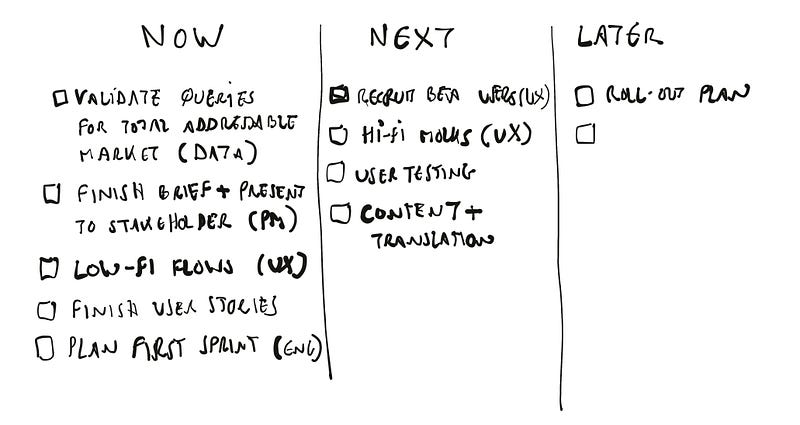 NOW
VALIDATE QUERIES
FOR TOTAL ADDRESSABLE
MARKET (DATA)
FINISH BRIEF + PRESENT
TO STAKEHOLDER (PM)
LOW-FI FLOWS (UX)
FINISH USER STORIES
PLAN FIRST SPRINT (ENG)
NEXT
RECRUIT BETA USERS (UX)
Hi-fi MOCKS (UX)
USER TESTING
CONTENT +
TRANSLATION
LATER
ROLL-OUT PLAN